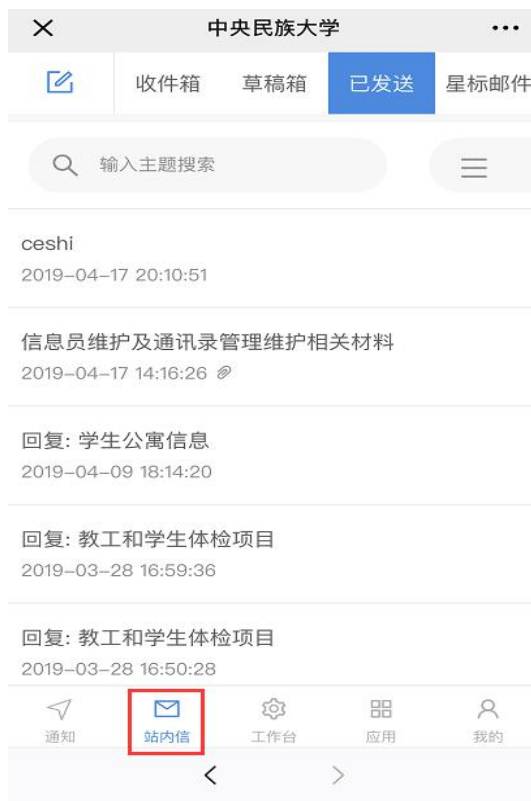 中央民族大学
收件箱 草稿箱 已发送 星标邮件
输入主题搜索
ceshi
2019-04-17 20:10:51
信息员维护及通讯录管理维护相关材料
2019-04-17 14:16:26
回复: 学生公寓信息
2019-04-09 18:14:20
回复: 教工和学生体检项目
2019-03-28 16:59:36
回复: 教工和学生体检项目
2019-03-28 16:50:28
通知 站内信 工作台 应用 我的